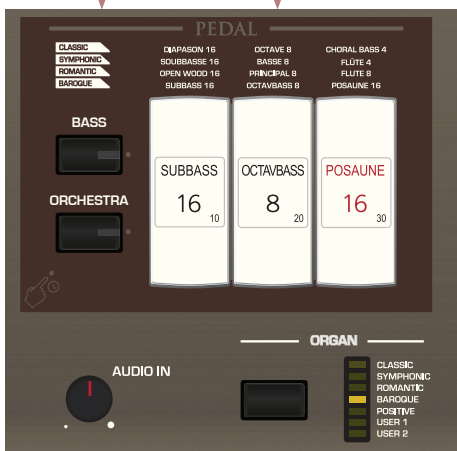 PEDAL
CLASSIC
SYMPHONIC
ROMANTIC
BAROQUE
DIAPASON 16 OCTAVE 8 CHORAL BASS 4
SOUBBASSE 16 BASSE 8 FLÛTE 4
OPEN WOOD 16 PRINCIPAL 8 FLUTE 8
SUBBASS 16 OCTAVBASS 8 POSAUNE 16
BASS
ORCHESTRA
SUBBASS OCTAVBASS POSAUNE
16 8 16
10 20 30
ORGAN
AUDIO IN
CLASSIC
SYMPHONIC
ROMANTIC
BAROQUE
POSITIVE
USER 1
USER 2